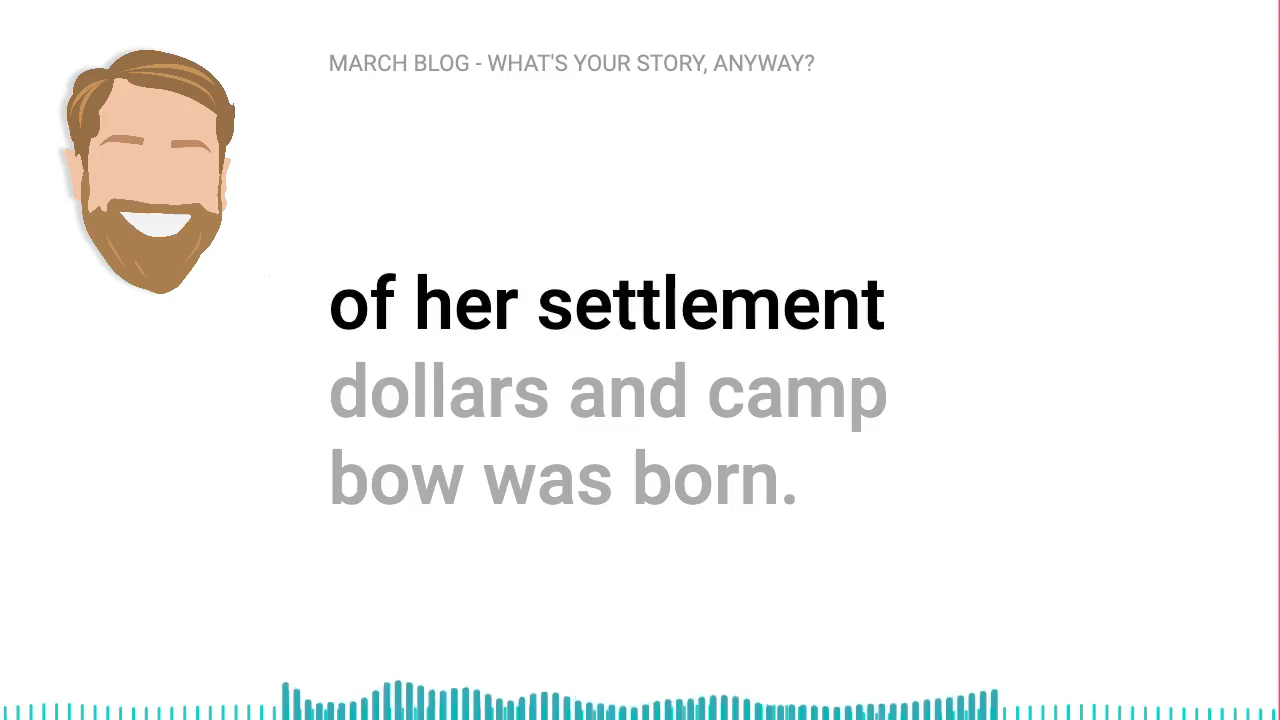 MARCH BLOG - WHAT'S YOUR STORY, ANYWAY?
of her settlement
dollars and camp
bow was born.